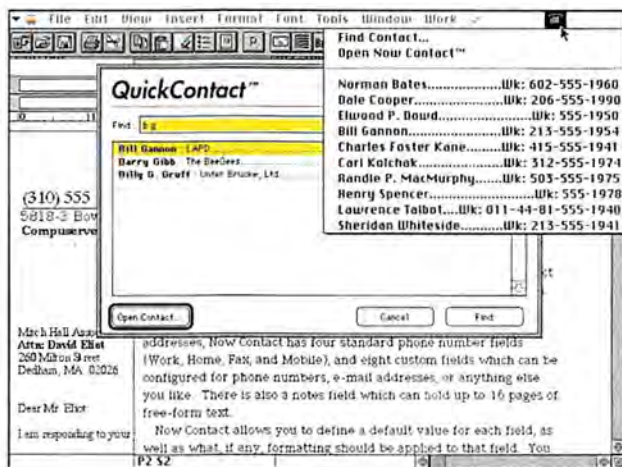 File Edit View Insert Format Font Tools Window Work
Find Contact...
Open Now Contact™
Norman Bates....................Wk: 602-555-1960
Dale Cooper.....................Wk: 206-555-1990
Elwood P. Dowd..................Wk: 555-1950
Bill Gannon.....................Wk: 213-555-1954
Charles Foster Kane.....Wk: 415-555-1941
Carl Kolchak....................Wk: 312-555-1974
Randle P. MacMurphy.......Wk: 503-555-1975
Henry Spencer...................Wk: 555-1978
Lawrence Talbot....Wk: 011-44-81-555-1940
Sheridan Whiteside..........Wk: 213-555-1941
QuickContact™
Find: b g
Bill Gannon : LAPD
Barry Gibb : The BeeGees
Billy G. Gruff : Unter Brücke, Ltd.
Open Contact...
Cancel
Find
(310) 555
5818-3 Bow
Compuserve
Mitch Hall Assoc
Attn: David Eliot
260 Milton Street
Dedham, MA 02026
Dear Mr. Eliot
I am responding to your
addresses, Now Contact has four standard phone number fields
(Work, Home, Fax, and Mobile), and eight custom fields which can be
configured for phone numbers, e-mail addresses, or anything else
you like. There is also a notes field which can hold up to 16 pages of
free-form text.
Now Contact allows you to define a default value for each field, as
well as what, if any, formatting should be applied to that field. You
P2 S2